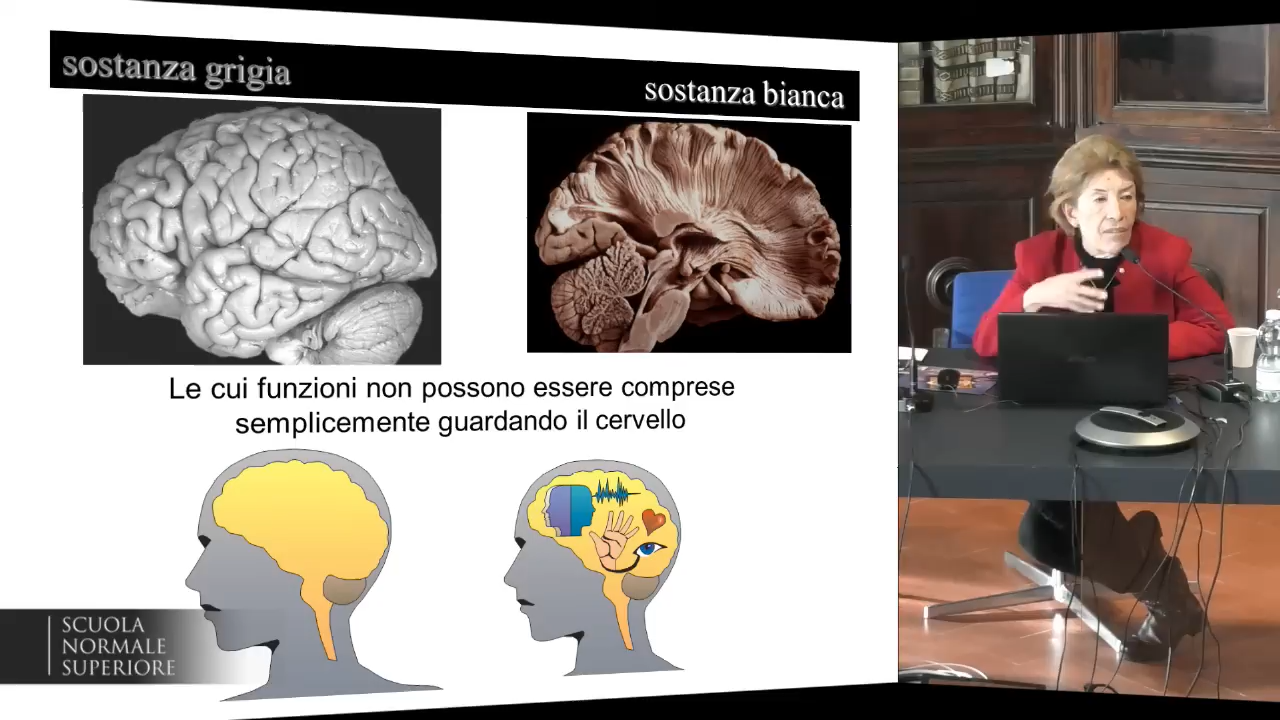 sostanza grigia
sostanza bianca
Le cui funzioni non possono essere comprese
semplicemente guardando il cervello
SCUOLA
NORMALE
SUPERIORE